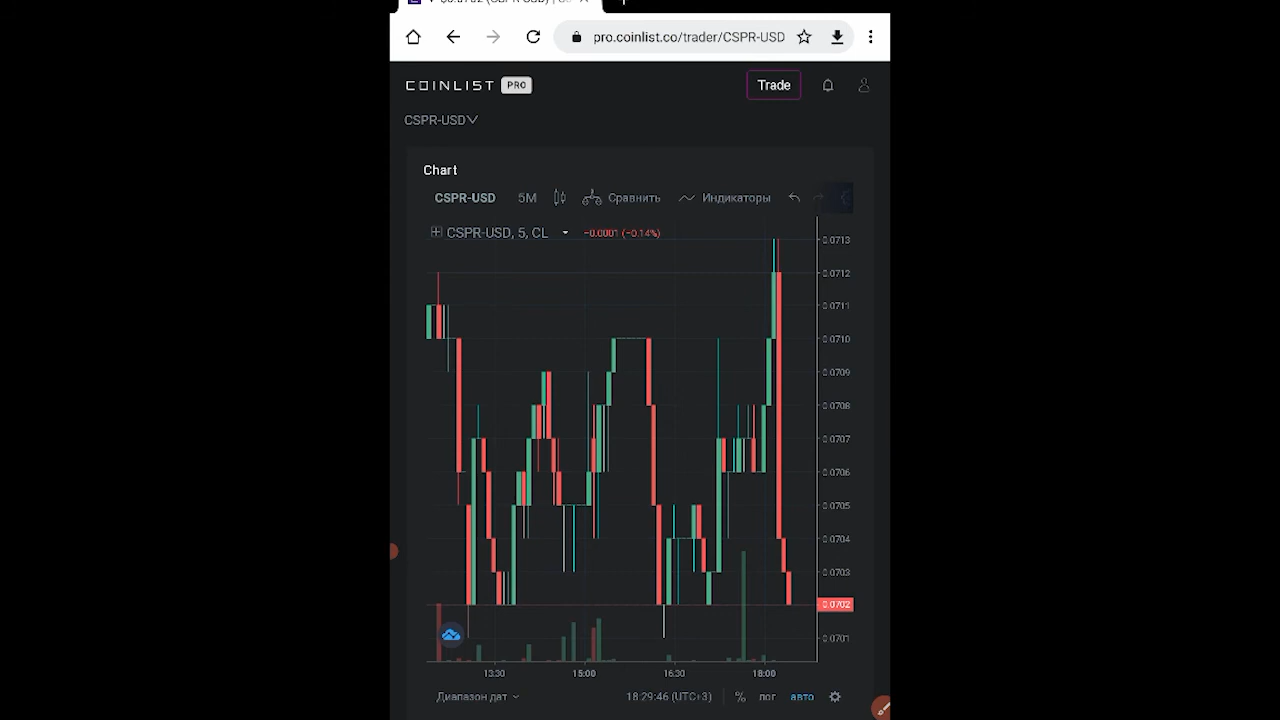 pro.coinlist.co/trader/CSPR-USD
COINLIST PRO
Trade
CSPR-USD
Chart
CSPR-USD 5M Сравнить Индикаторы
CSPR-USD, 5, CL −0.0001 (−0.14%)
0.0713
0.0712
0.0711
0.0710
0.0709
0.0708
0.0707
0.0706
0.0705
0.0704
0.0703
0.0702
0.0701
13:30 15:00 16:30 18:00
Диапазон дат 18:29:46 (UTC+3) % лог авто